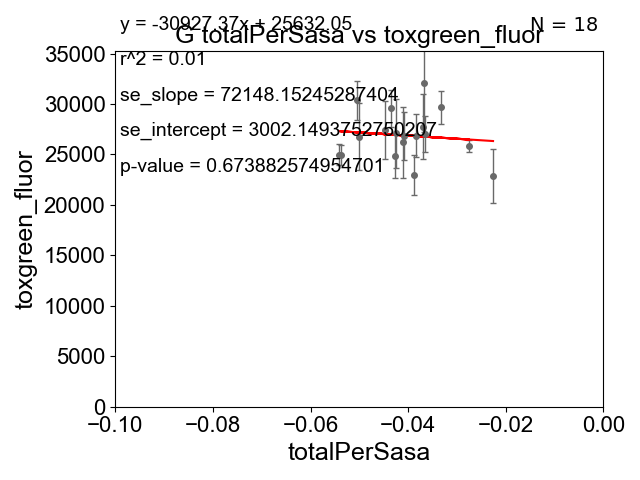 y = -30927.37x + 25632.05
N = 18
G totalPerSasa vs toxgreen_fluor
r^2 = 0.01
se_slope = 72148.15245287404
se_intercept = 3002.1493752750207
p-value = 0.673882574954701
35000
30000
25000
20000
15000
10000
5000
0
toxgreen_fluor
−0.10 −0.08 −0.06 −0.04 −0.02 0.00
totalPerSasa